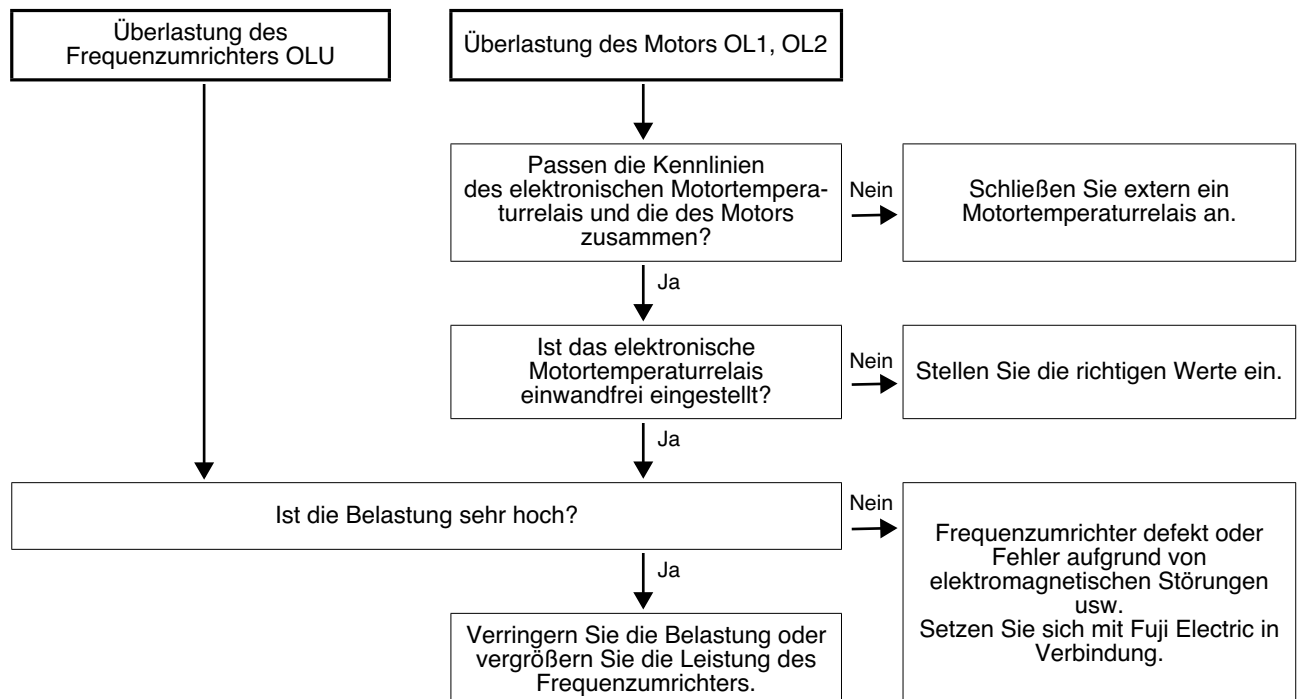 Überlastung des
Frequenzumrichters OLU
Überlastung des Motors OL1, OL2
Passen die Kennlinien
des elektronischen Motortempera-
turrelais und die des Motors
zusammen?
Nein
Schließen Sie extern ein
Motortemperaturrelais an.
Ja
Ist das elektronische
Motortemperaturrelais
einwandfrei eingestellt?
Nein
Stellen Sie die richtigen Werte ein.
Ja
Ist die Belastung sehr hoch?
Nein
Frequenzumrichter defekt oder
Fehler aufgrund von
elektromagnetischen Störungen
usw.
Setzen Sie sich mit Fuji Electric in
Verbindung.
Ja
Verringern Sie die Belastung oder
vergrößern Sie die Leistung des
Frequenzumrichters.